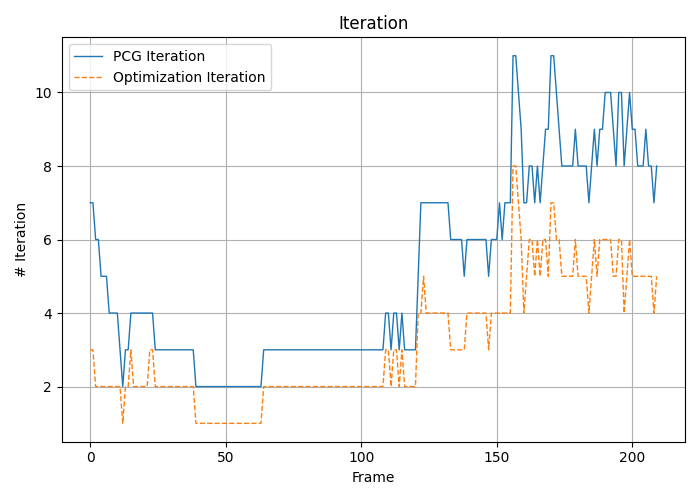 Iteration
PCG Iteration
Optimization Iteration
# Iteration
10
8
6
4
2
0 50 100 150 200
Frame